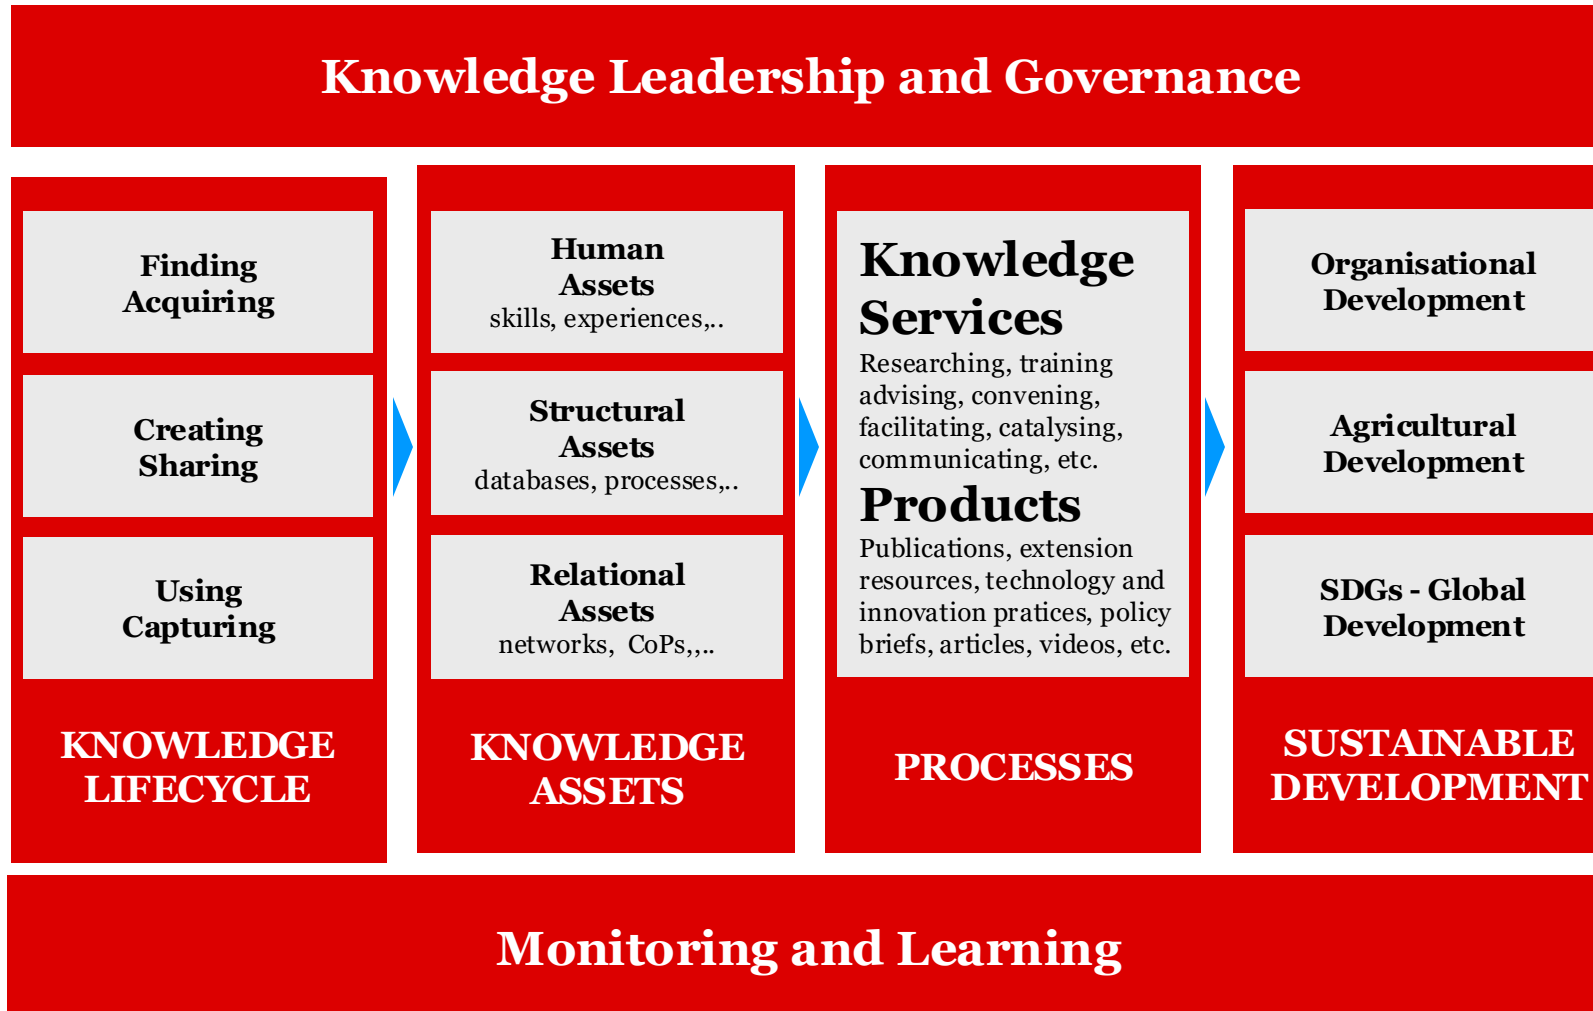 Knowledge Leadership and Governance
Finding
Acquiring
Creating
Sharing
Using
Capturing
KNOWLEDGE
LIFECYCLE
Human
Assets
skills, experiences,..
Structural
Assets
databases, processes,..
Relational
Assets
networks, CoPs,,..
KNOWLEDGE
ASSETS
Knowledge
Services
Researching, training
advising, convening,
facilitating, catalysing,
communicating, etc.
Products
Publications, extension
resources, technology and
innovation pratices, policy
briefs, articles, videos, etc.
PROCESSES
Organisational
Development
Agricultural
Development
SDGs - Global
Development
SUSTAINABLE
DEVELOPMENT
Monitoring and Learning